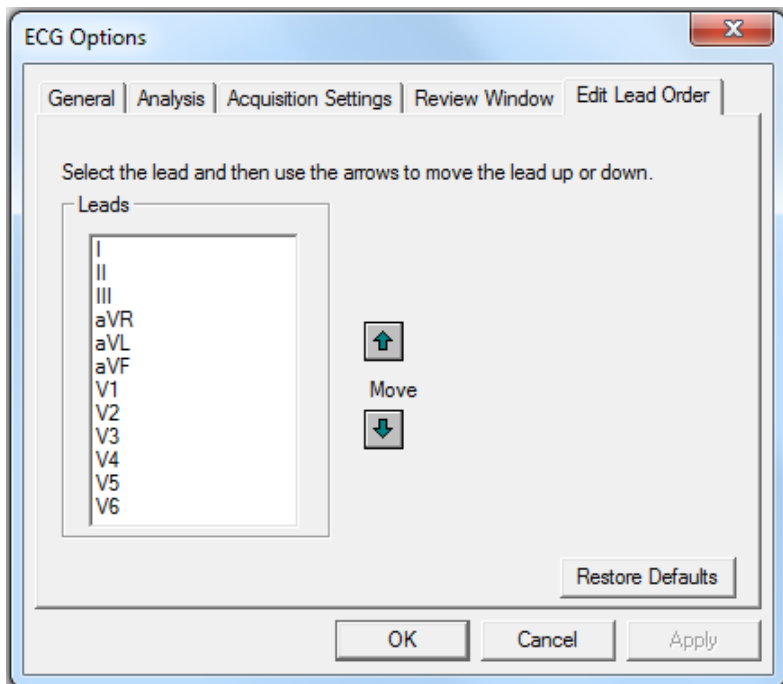 ECG Options
General Analysis Acquisition Settings Review Window Edit Lead Order
Select the lead and then use the arrows to move the lead up or down.
Leads
I
II
III
aVR
aVL
aVF
V1
V2
V3
V4
V5
V6
Move
Restore Defaults
OK Cancel Apply